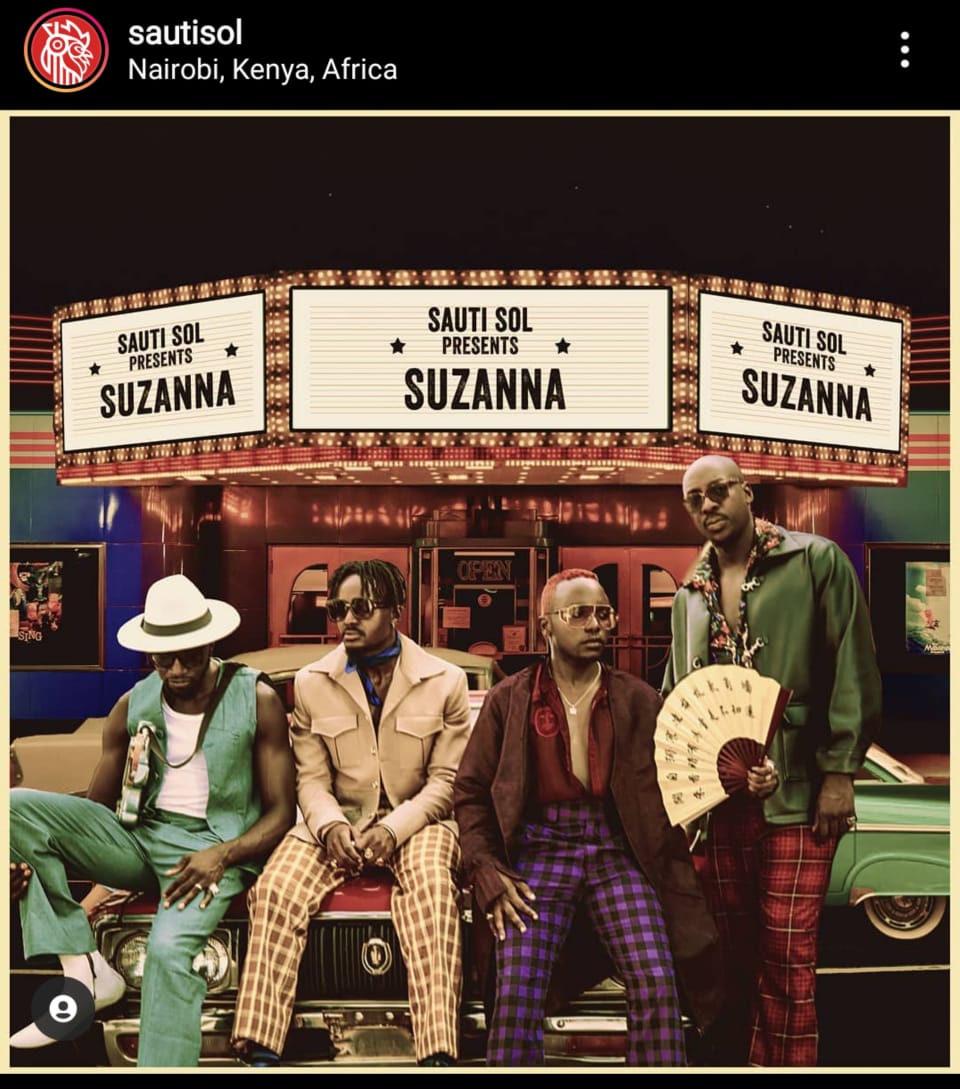 sautisol
Nairobi, Kenya, Africa
SAUTI SOL
PRESENTS
SUZANNA
SAUTI SOL
PRESENTS
SUZANNA
SAUTI SOL
PRESENTS
SUZANNA
OPEN
SING